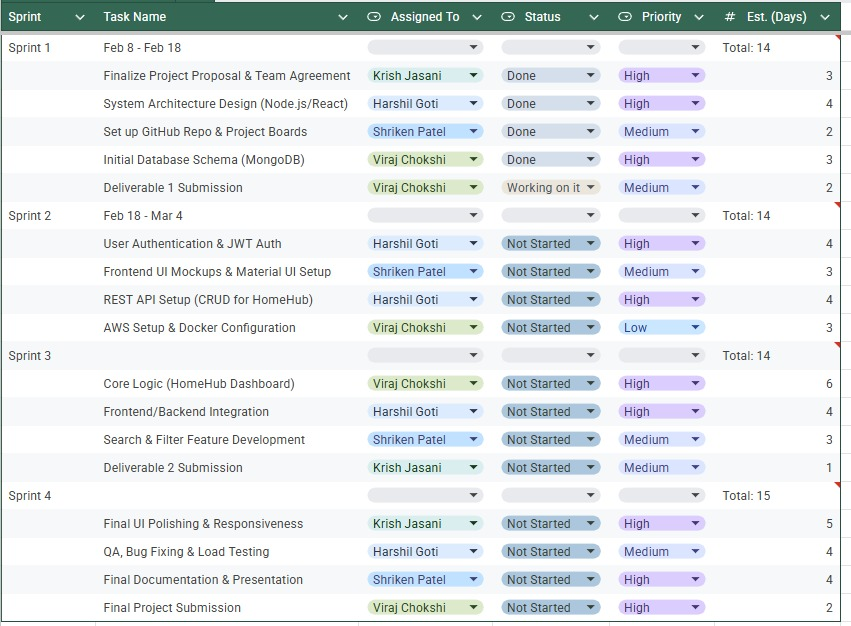 Sprint Task Name Assigned To Status Priority # Est. (Days)
Sprint 1 Feb 8 - Feb 18 Total: 14
Finalize Project Proposal & Team Agreement Krish Jasani Done High 3
System Architecture Design (Node.js/React) Harshil Goti Done High 4
Set up GitHub Repo & Project Boards Shriken Patel Done Medium 2
Initial Database Schema (MongoDB) Viraj Chokshi Done High 3
Deliverable 1 Submission Viraj Chokshi Working on it Medium 2
Sprint 2 Feb 18 - Mar 4 Total: 14
User Authentication & JWT Auth Harshil Goti Not Started High 4
Frontend UI Mockups & Material UI Setup Shriken Patel Not Started Medium 3
REST API Setup (CRUD for HomeHub) Harshil Goti Not Started High 4
AWS Setup & Docker Configuration Viraj Chokshi Not Started Low 3
Sprint 3 Total: 14
Core Logic (HomeHub Dashboard) Viraj Chokshi Not Started High 6
Frontend/Backend Integration Harshil Goti Not Started High 4
Search & Filter Feature Development Shriken Patel Not Started Medium 3
Deliverable 2 Submission Krish Jasani Not Started Medium 1
Sprint 4 Total: 15
Final UI Polishing & Responsiveness Krish Jasani Not Started High 5
QA, Bug Fixing & Load Testing Harshil Goti Not Started Medium 4
Final Documentation & Presentation Shriken Patel Not Started High 4
Final Project Submission Viraj Chokshi Not Started High 2